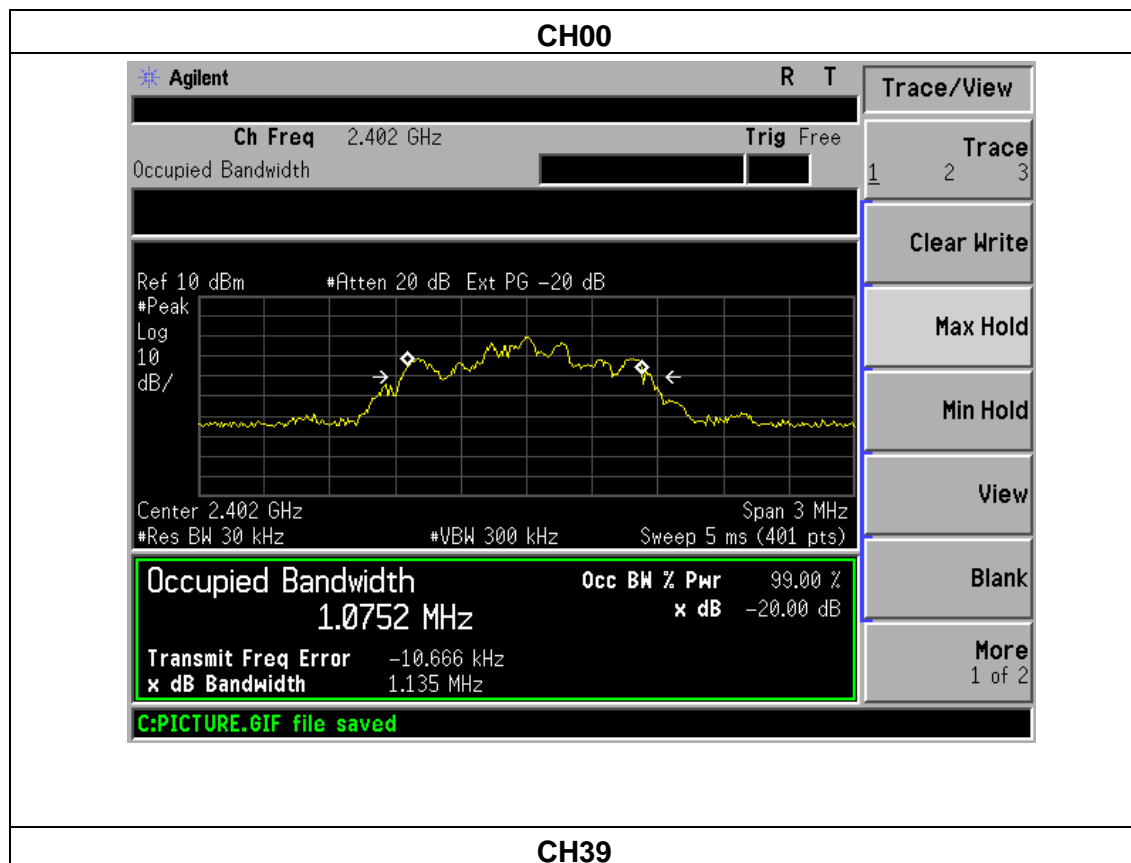 CH00
Agilent R T
Ch Freq 2.402 GHz Trig Free
Occupied Bandwidth
Ref 10 dBm #Atten 20 dB Ext PG -20 dB
#Peak
Log
10
dB/
Center 2.402 GHz Span 3 MHz
#Res BW 30 kHz #VBW 300 kHz Sweep 5 ms (401 pts)
Occupied Bandwidth Occ BW % Pwr 99.00 %
1.0752 MHz x dB -20.00 dB
Transmit Freq Error -10.666 kHz
x dB Bandwidth 1.135 MHz
C:PICTURE.GIF file saved
Trace/View
Trace
1 2 3
Clear Write
Max Hold
Min Hold
View
Blank
More
1 of 2
CH39